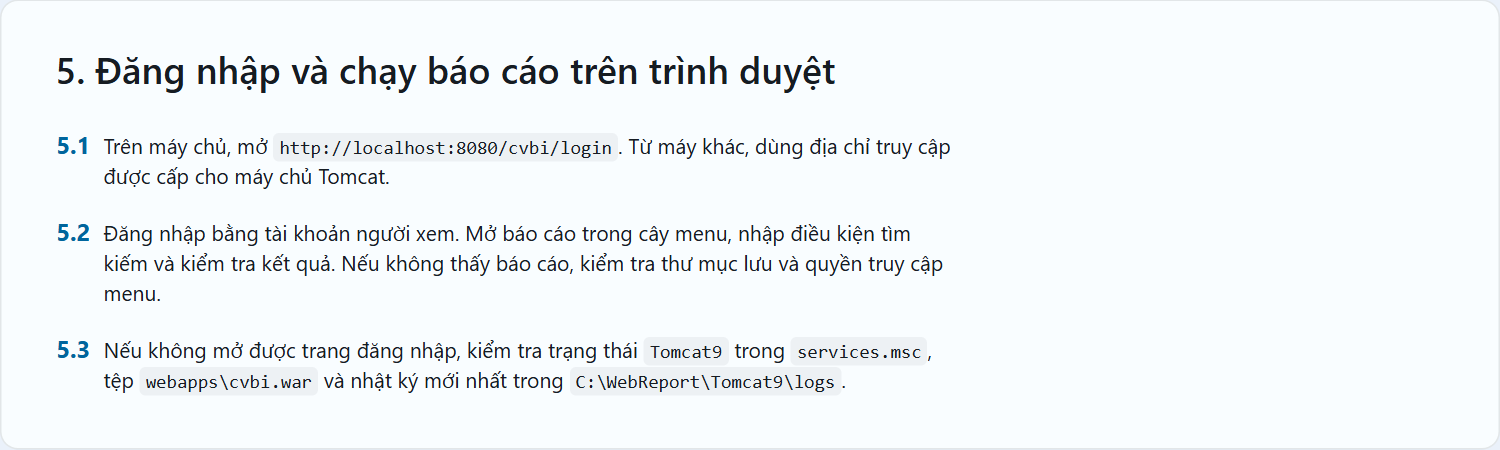 5. Đăng nhập và chạy báo cáo trên trình duyệt
5.1 Trên máy chủ, mở http://localhost:8080/cvbi/login. Từ máy khác, dùng địa chỉ truy cập
được cấp cho máy chủ Tomcat.
5.2 Đăng nhập bằng tài khoản người xem. Mở báo cáo trong cây menu, nhập điều kiện tìm
kiếm và kiểm tra kết quả. Nếu không thấy báo cáo, kiểm tra thư mục lưu và quyền truy cập
menu.
5.3 Nếu không mở được trang đăng nhập, kiểm tra trạng thái Tomcat9 trong services.msc,
tệp webapps\cvbi.war và nhật ký mới nhất trong C:\WebReport\Tomcat9\logs.